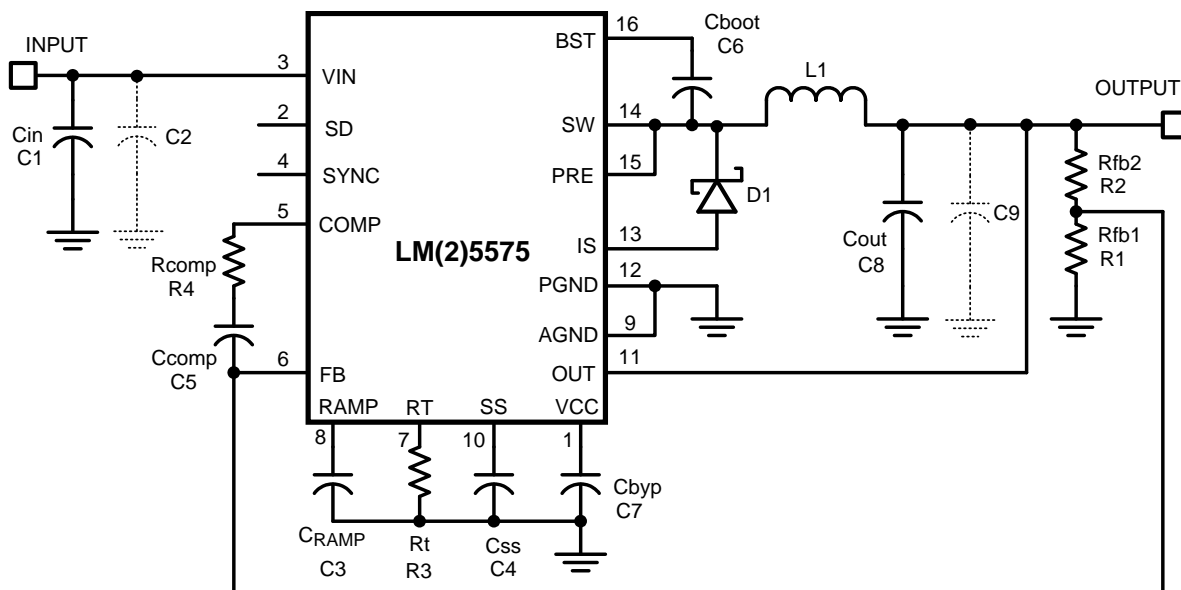 INPUT
3
VIN
Cin
C1
C2
2
SD
4
SYNC
5
COMP
Rcomp
R4
Ccomp
C5
6
FB
LM(2)5575
BST
16
Cboot
C6
L1
OUTPUT
SW
14
PRE
15
D1
IS
13
PGND
12
AGND
9
OUT
11
Cout
C8
C9
Rfb2
R2
Rfb1
R1
RAMP
RT
SS
VCC
8
7
10
1
CRAMP
C3
Rt
R3
Css
C4
Cbyp
C7